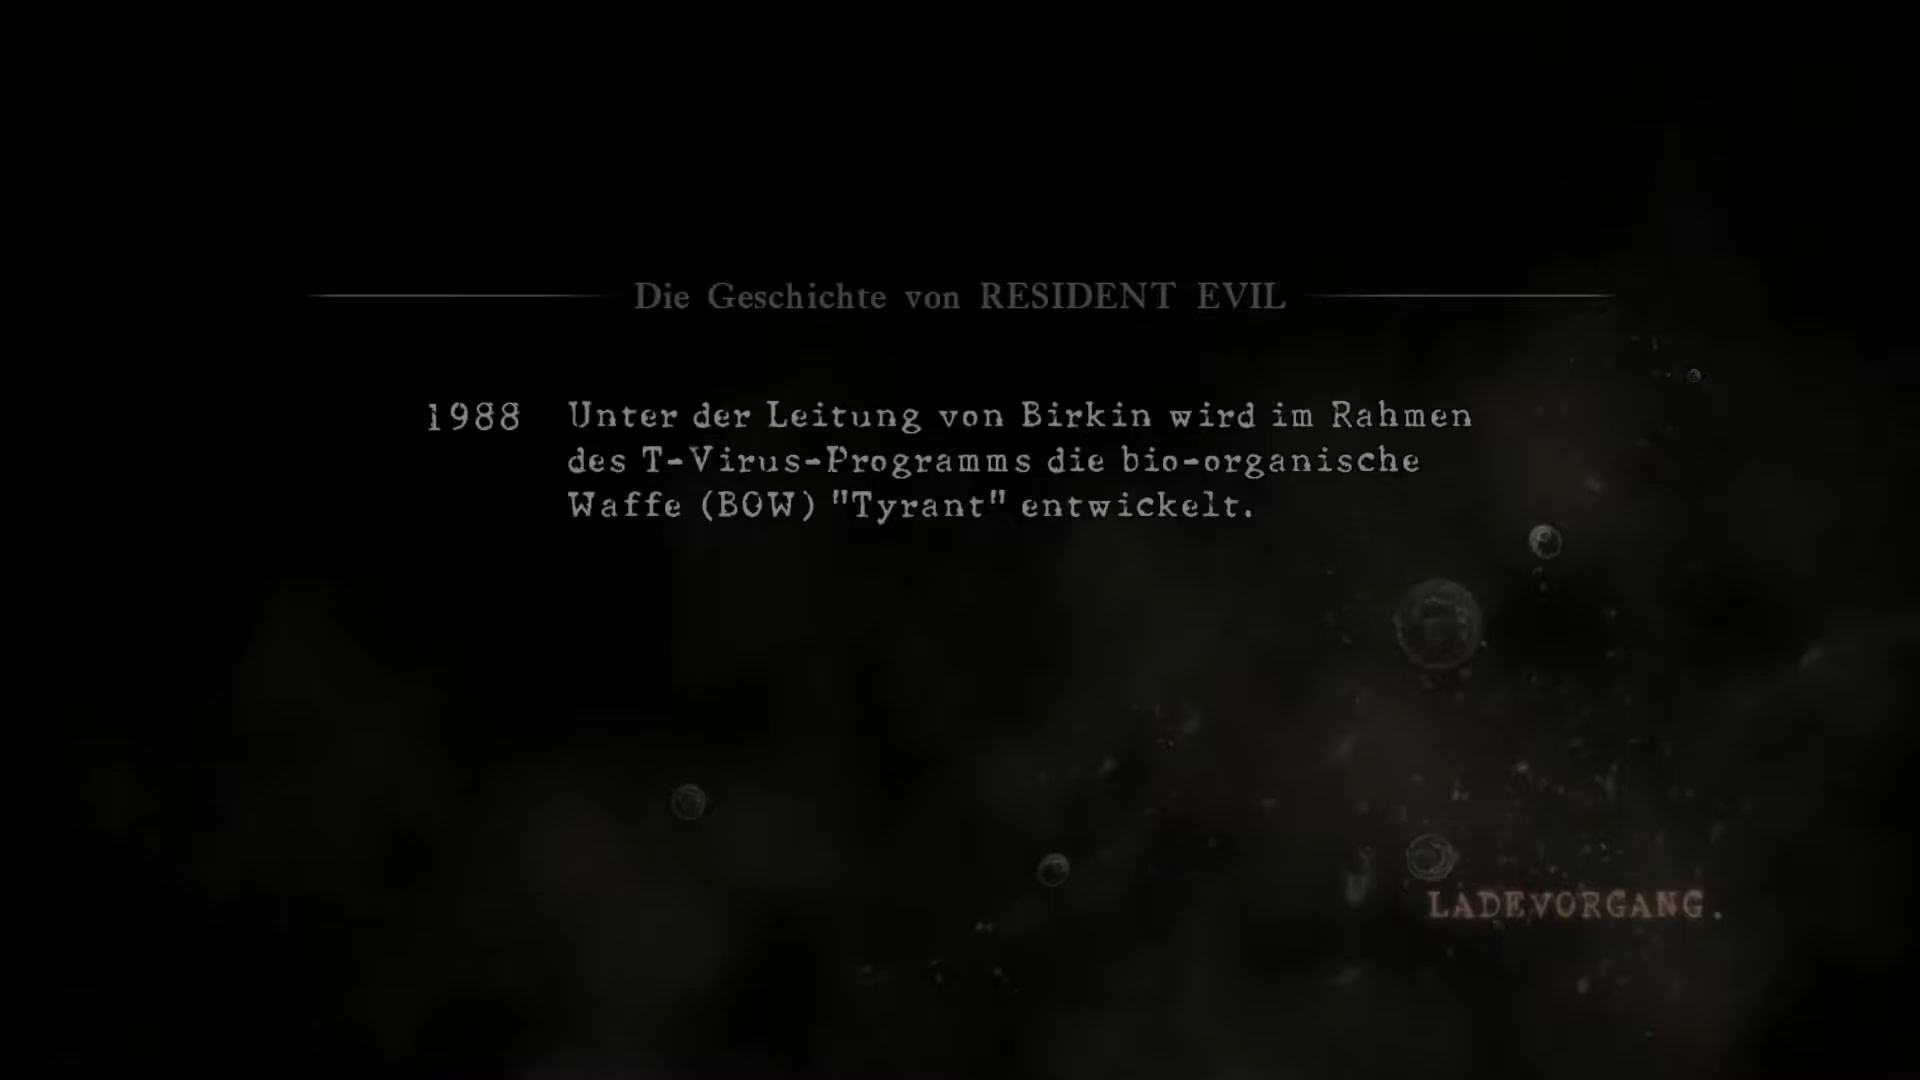 Die Geschichte von RESIDENT EVIL
1988 Unter der Leitung von Birkin wird im Rahmen
des T-Virus-Programms die bio-organische
Waffe (BOW) "Tyrant" entwickelt.
LADEVORGANG.